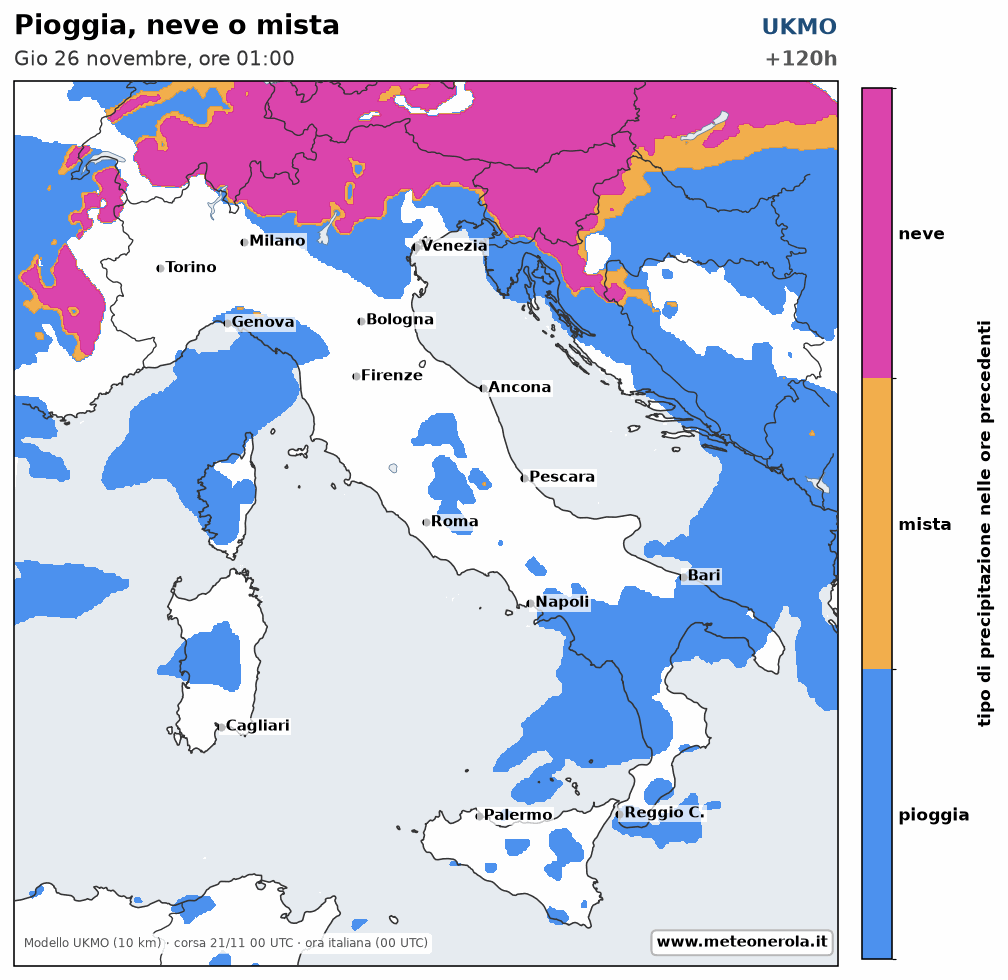 Pioggia, neve o mista
UKMO
Gio 26 novembre, ore 01:00
+120h
neve
Milano
Venezia
Torino
Genova
Bologna
Firenze
Ancona
Pescara
Roma
mista
tipo di precipitazione nelle ore precedenti
Bari
Napoli
Cagliari
Palermo
Reggio C.
pioggia
Modello UKMO (10 km) · corsa 21/11 00 UTC · ora italiana (00 UTC)
www.meteonerola.it